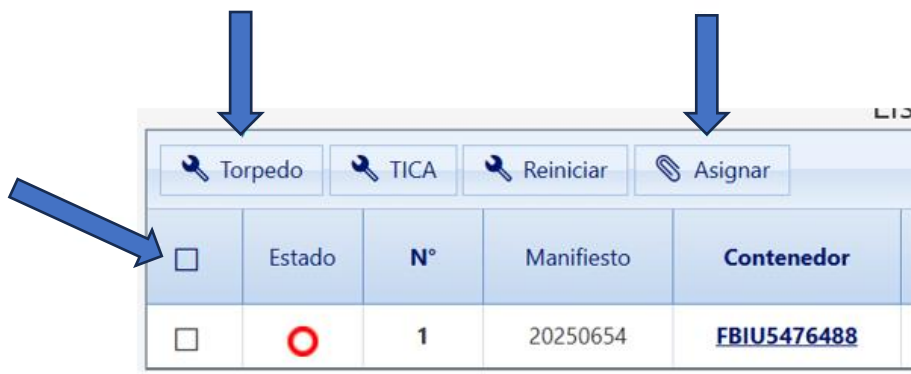 Torpedo TICA Reiniciar Asignar
Estado N° Manifiesto Contenedor
1 20250654 FBIU5476488